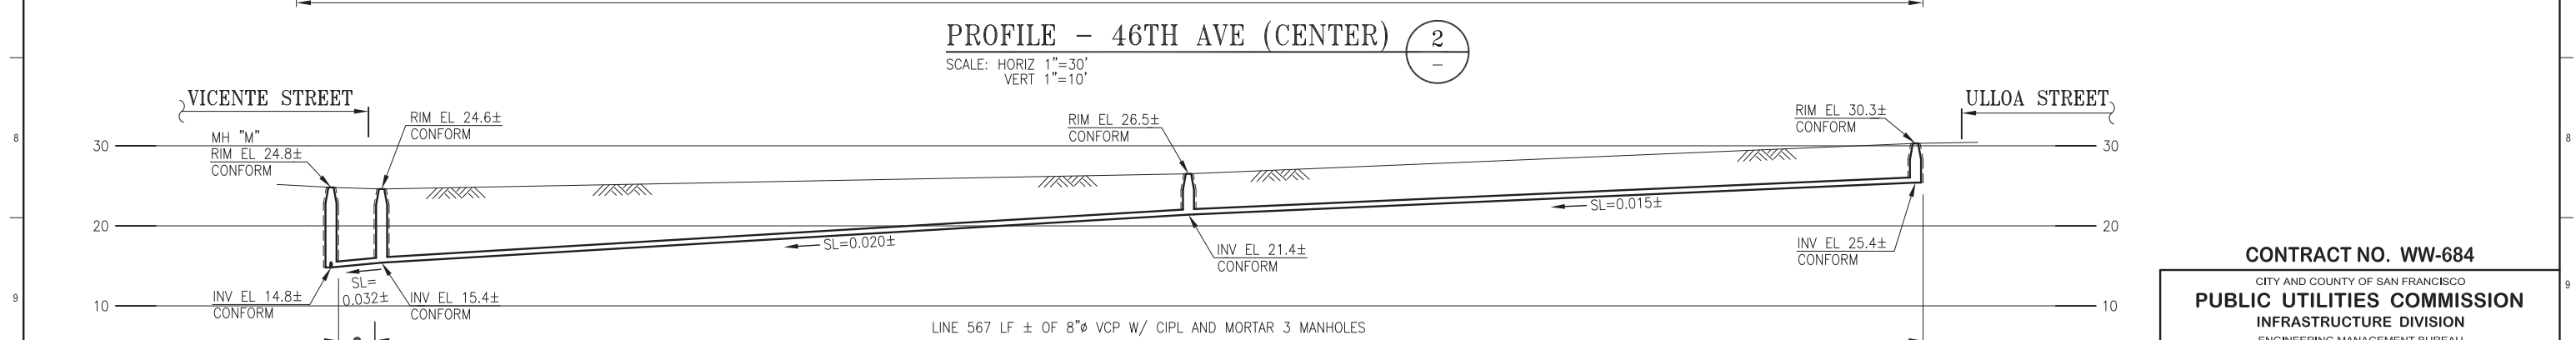 PROFILE - 46TH AVE (CENTER)
2
-
SCALE: HORIZ 1"=30'
VERT 1"=10'
VICENTE STREET
ULLOA STREET
RIM EL 24.6±
CONFORM
RIM EL 26.5±
CONFORM
RIM EL 30.3±
CONFORM
MH "M"
RIM EL 24.8±
CONFORM
8
8
30
30
SL=0.015±
20
20
SL=0.020±
INV EL 21.4±
CONFORM
INV EL 25.4±
CONFORM
SL=
0.032±
INV EL 14.8±
CONFORM
INV EL 15.4±
CONFORM
9
9
10
10
LINE 567 LF ± OF 8"ø VCP W/ CIPL AND MORTAR 3 MANHOLES
CONTRACT NO. WW-684
CITY AND COUNTY OF SAN FRANCISCO
PUBLIC UTILITIES COMMISSION
INFRASTRUCTURE DIVISION
ENGINEERING MANAGEMENT BUREAU